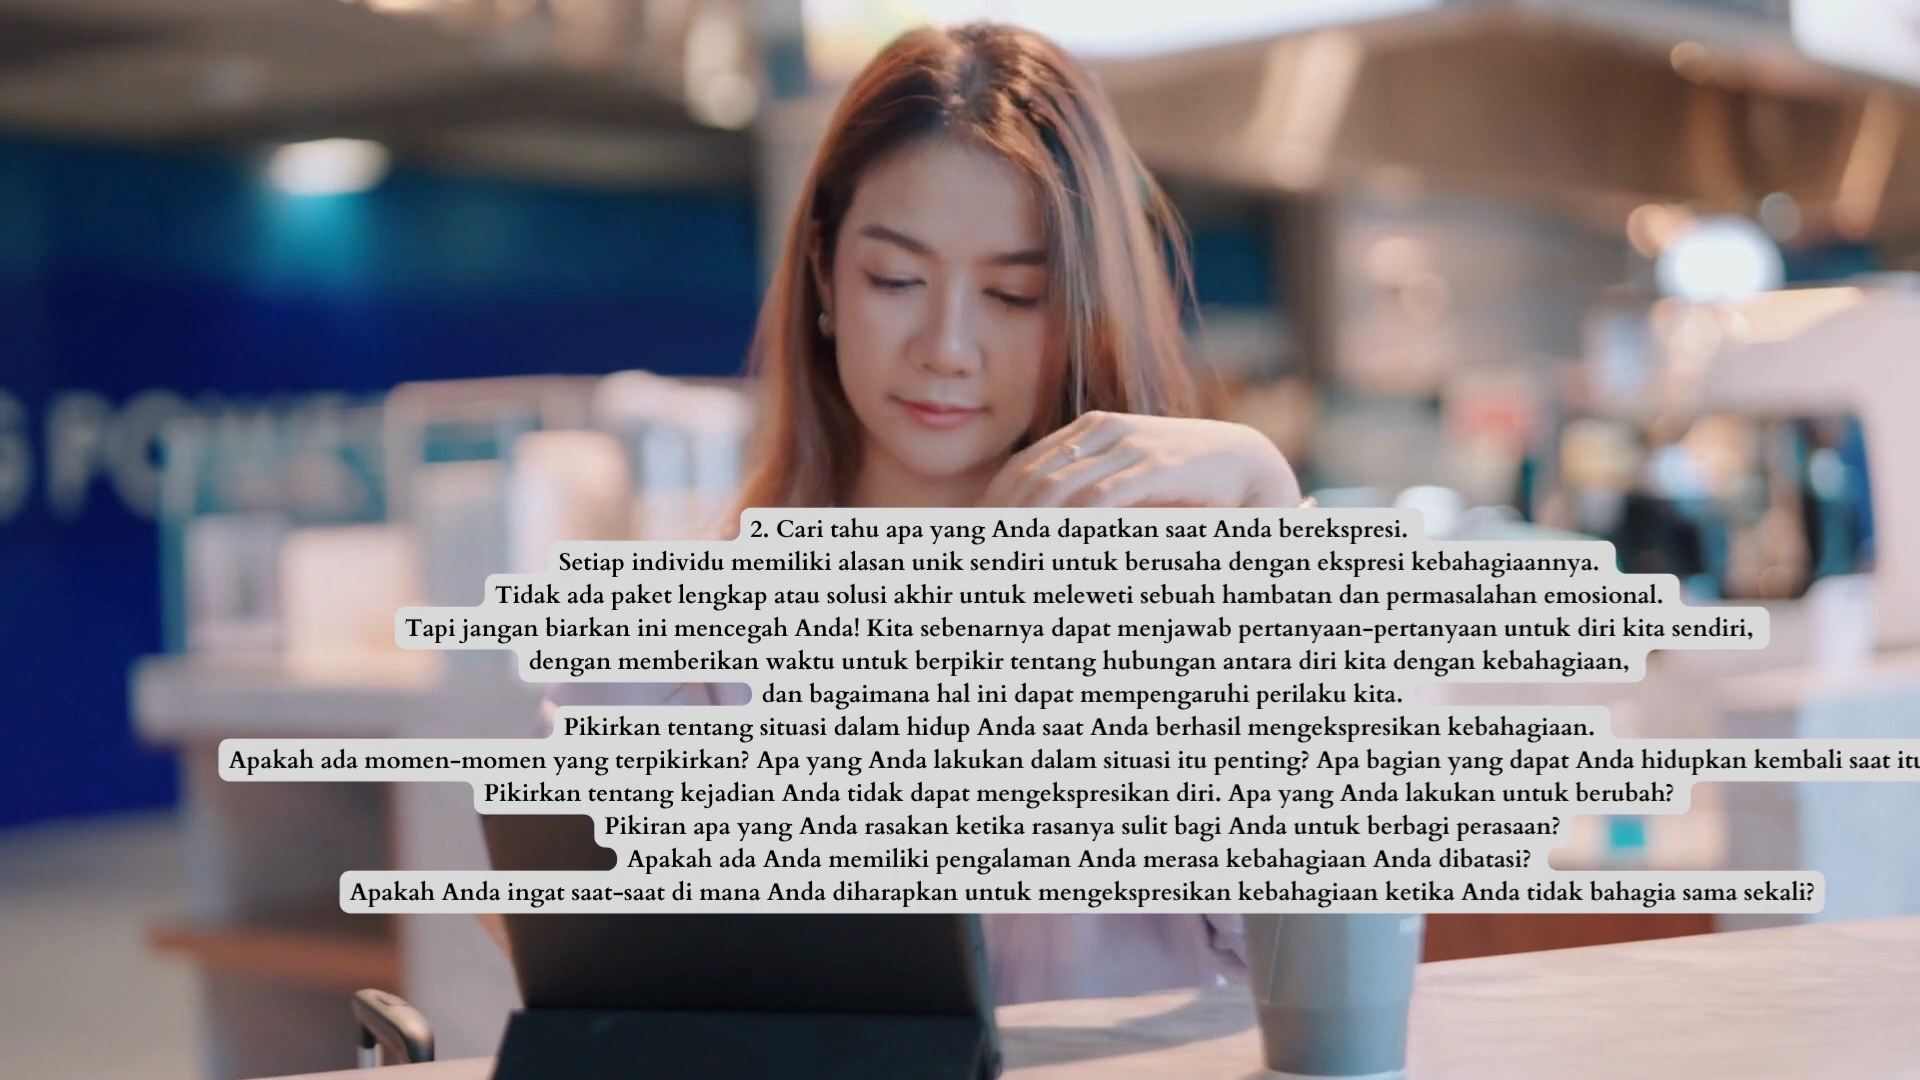 2. Cari tahu apa yang Anda dapatkan saat Anda berekspresi.
Setiap individu memiliki alasan unik sendiri untuk berusaha dengan ekspresi kebahagiaannya.
Tidak ada paket lengkap atau solusi akhir untuk meleweti sebuah hambatan dan permasalahan emosional.
Tapi jangan biarkan ini mencegah Anda! Kita sebenarnya dapat menjawab pertanyaan-pertanyaan untuk diri kita sendiri,
dengan memberikan waktu untuk berpikir tentang hubungan antara diri kita dengan kebahagiaan,
dan bagaimana hal ini dapat mempengaruhi perilaku kita.
Pikirkan tentang situasi dalam hidup Anda saat Anda berhasil mengekspresikan kebahagiaan.
Apakah ada momen-momen yang terpikirkan? Apa yang Anda lakukan dalam situasi itu penting? Apa bagian yang dapat Anda hidupkan kembali saat itu
Pikirkan tentang kejadian Anda tidak dapat mengekspresikan diri. Apa yang Anda lakukan untuk berubah?
Pikiran apa yang Anda rasakan ketika rasanya sulit bagi Anda untuk berbagi perasaan?
Apakah ada Anda memiliki pengalaman Anda merasa kebahagiaan Anda dibatasi?
Apakah Anda ingat saat-saat di mana Anda diharapkan untuk mengekspresikan kebahagiaan ketika Anda tidak bahagia sama sekali?